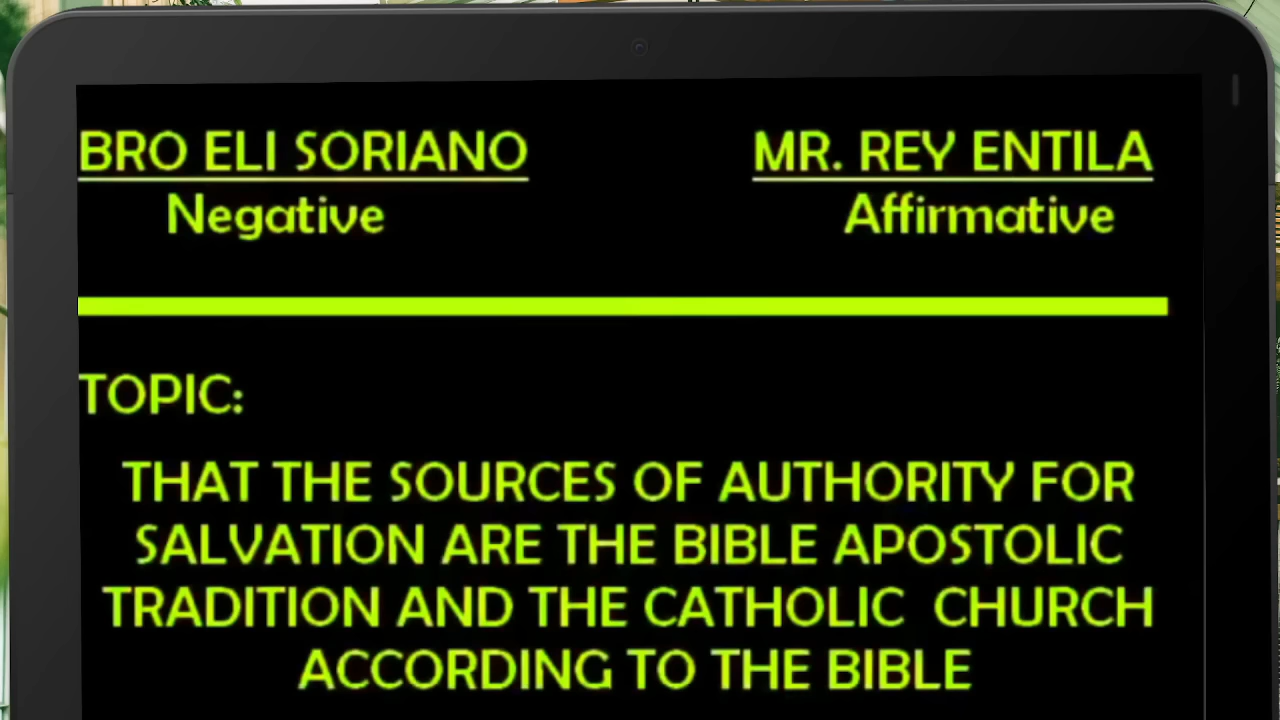 BRO ELI SORIANO MR. REY ENTILA
Negative Affirmative
TOPIC:
THAT THE SOURCES OF AUTHORITY FOR
SALVATION ARE THE BIBLE APOSTOLIC
TRADITION AND THE CATHOLIC CHURCH
ACCORDING TO THE BIBLE